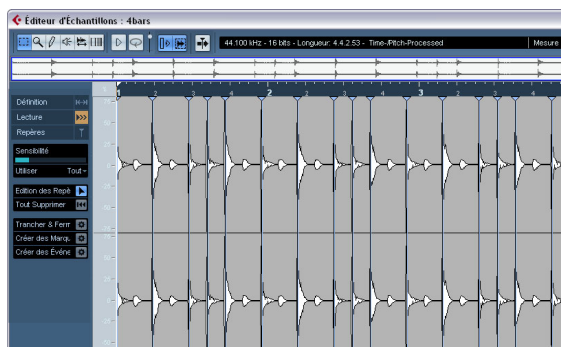 Éditeur d'Échantillons : 4bars
44.100 kHz - 16 bits - Longueur: 4.4.2.53 - Time-/Pitch-Processed Mesure
1 2 3 4 2 2 3 4 3 2 3 4
Définition
Lecture
Repères
Sensibilité
Utiliser Tout
Edition des Repè
Tout Supprimer
Trancher & Ferm
Créer des Marqu.
Créer des Événe